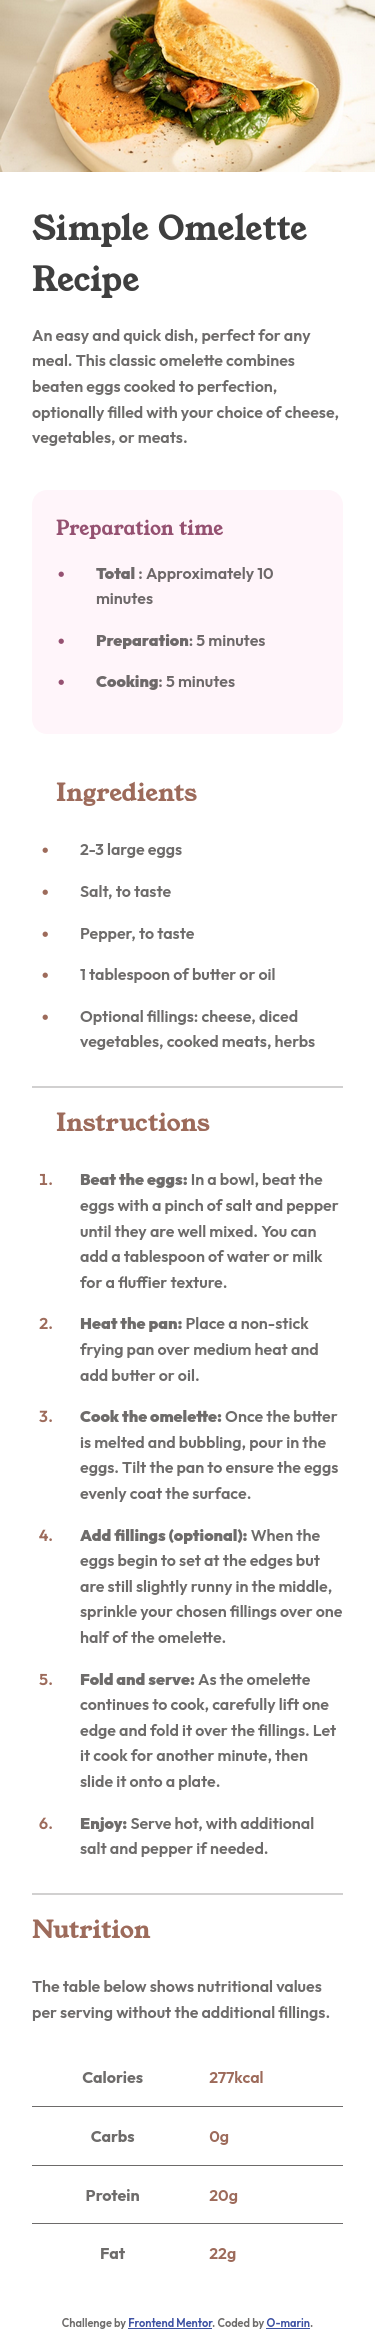 Simple Omelette
Recipe
An easy and quick dish, perfect for any
meal. This classic omelette combines
beaten eggs cooked to perfection,
optionally filled with your choice of cheese,
vegetables, or meats.
Preparation time
• Total : Approximately 10
minutes
• Preparation: 5 minutes
• Cooking: 5 minutes
Ingredients
• 2-3 large eggs
• Salt, to taste
• Pepper, to taste
• 1 tablespoon of butter or oil
• Optional fillings: cheese, diced
vegetables, cooked meats, herbs
Instructions
1. Beat the eggs: In a bowl, beat the
eggs with a pinch of salt and pepper
until they are well mixed. You can
add a tablespoon of water or milk
for a fluffier texture.
2. Heat the pan: Place a non-stick
frying pan over medium heat and
add butter or oil.
3. Cook the omelette: Once the butter
is melted and bubbling, pour in the
eggs. Tilt the pan to ensure the eggs
evenly coat the surface.
4. Add fillings (optional): When the
eggs begin to set at the edges but
are still slightly runny in the middle,
sprinkle your chosen fillings over one
half of the omelette.
5. Fold and serve: As the omelette
continues to cook, carefully lift one
edge and fold it over the fillings. Let
it cook for another minute, then
slide it onto a plate.
6. Enjoy: Serve hot, with additional
salt and pepper if needed.
Nutrition
The table below shows nutritional values
per serving without the additional fillings.
Calories 277kcal
Carbs 0g
Protein 20g
Fat 22g
Challenge by Frontend Mentor. Coded by O-marin.